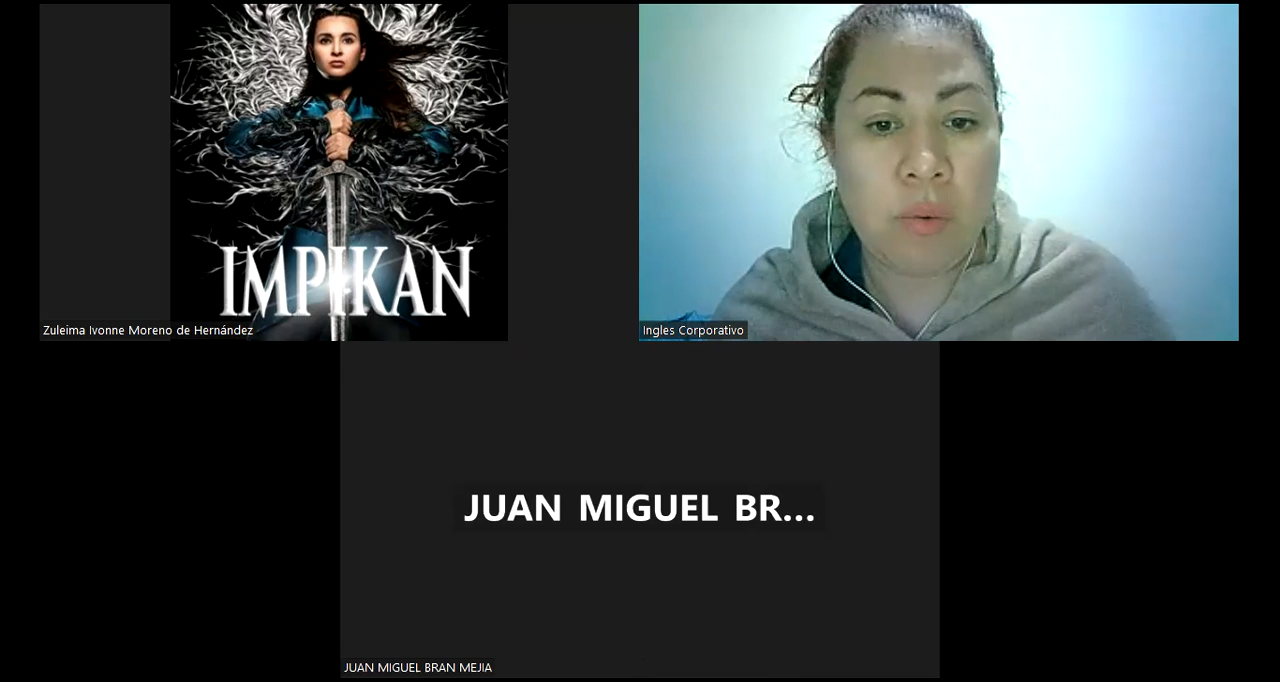 IMPIKAN
Zuleima Ivonne Moreno de Hernández
Ingles Corporativo
JUAN MIGUEL BR...
JUAN MIGUEL BRAN MEJIA